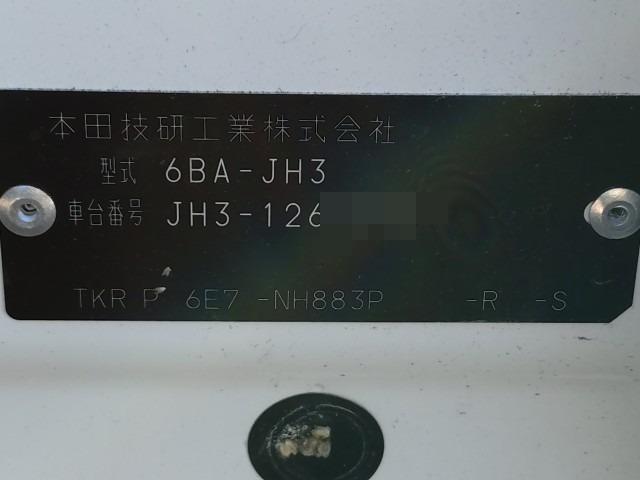 本田技研工業株式会社
型式 6BA-JH3
車台番号 JH3-126
TKR P 6E7 -NH883P -R -S